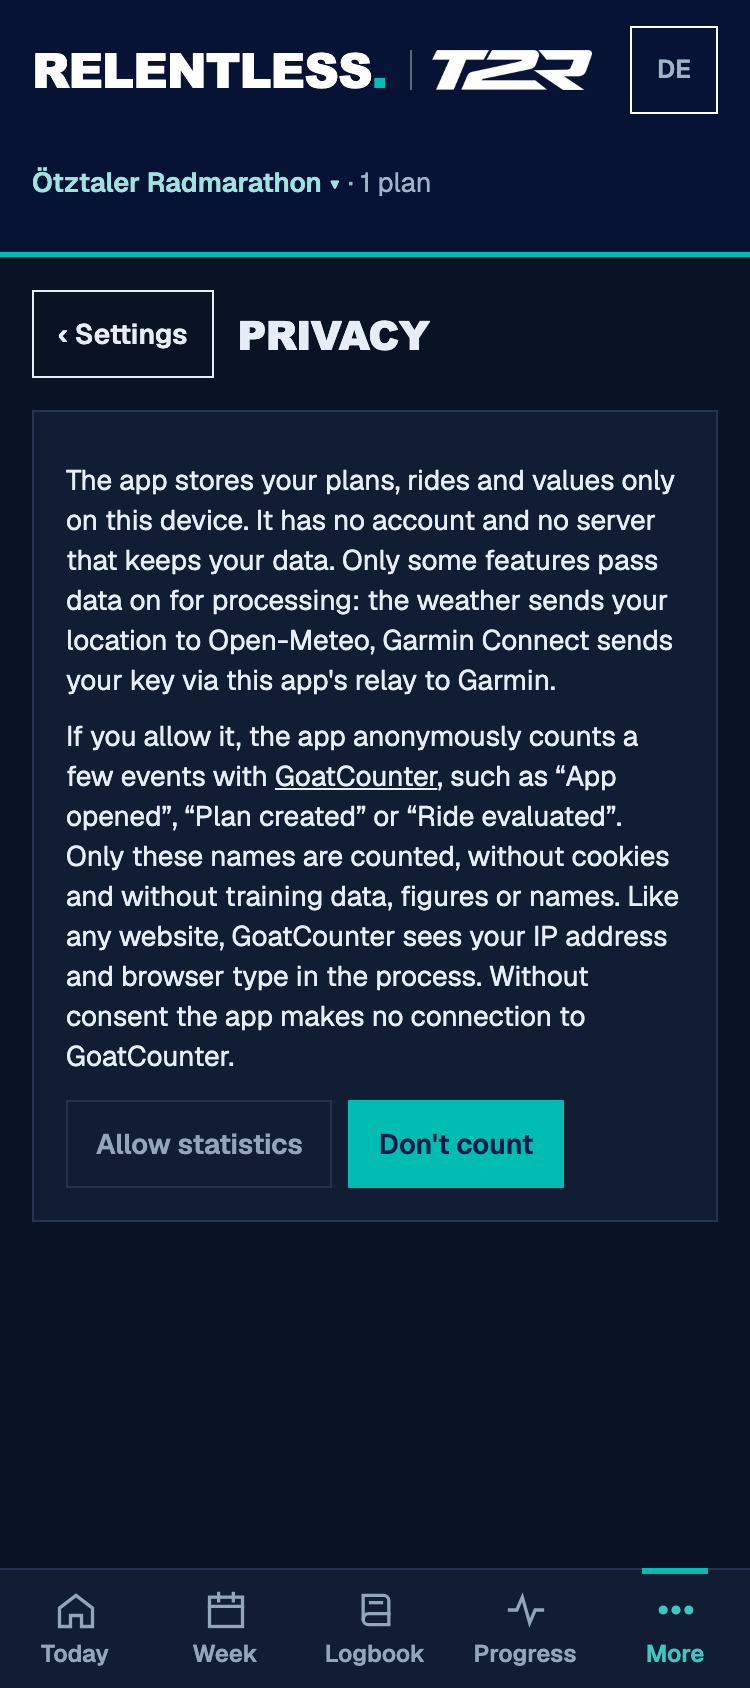 RELENTLESS. | T2R
DE
Ötztaler Radmarathon ▾ · 1 plan
‹ Settings
PRIVACY
The app stores your plans, rides and values only
on this device. It has no account and no server
that keeps your data. Only some features pass
data on for processing: the weather sends your
location to Open-Meteo, Garmin Connect sends
your key via this app's relay to Garmin.
If you allow it, the app anonymously counts a
few events with GoatCounter, such as “App
opened”, “Plan created” or “Ride evaluated”.
Only these names are counted, without cookies
and without training data, figures or names. Like
any website, GoatCounter sees your IP address
and browser type in the process. Without
consent the app makes no connection to
GoatCounter.
Allow statistics
Don't count
Today
Week
Logbook
Progress
More